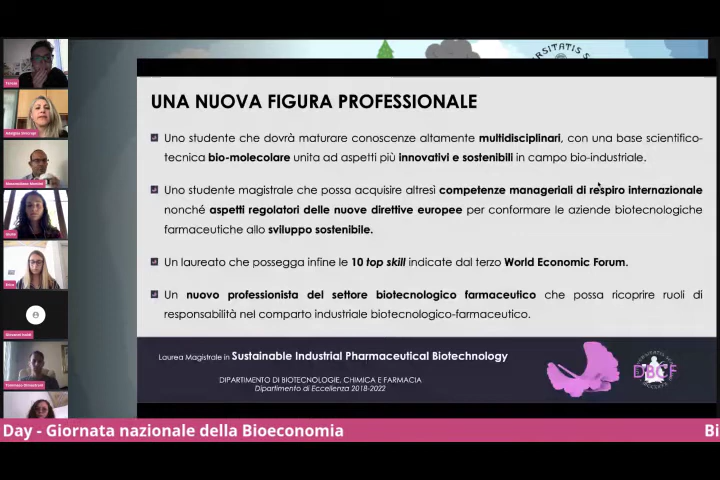 UNA NUOVA FIGURA PROFESSIONALE
Uno studente che dovrà maturare conoscenze altamente multidisciplinari, con una base scientifico-
tecnica bio-molecolare unita ad aspetti più innovativi e sostenibili in campo bio-industriale.
Uno studente magistrale che possa acquisire altresì competenze manageriali di respiro internazionale
nonché aspetti regolatori delle nuove direttive europee per conformare le aziende biotecnologiche
farmaceutiche allo sviluppo sostenibile.
Un laureato che possegga infine le 10 top skill indicate dal terzo World Economic Forum.
Un nuovo professionista del settore biotecnologico farmaceutico che possa ricoprire ruoli di
responsabilità nel comparto industriale biotecnologico-farmaceutico.
Laurea Magistrale in Sustainable Industrial Pharmaceutical Biotechnology
DIPARTIMENTO DI BIOTECNOLOGIE, CHIMICA E FARMACIA
Dipartimento di Eccellenza 2018-2022
DBCF
Day - Giornata nazionale della Bioeconomia
Bi